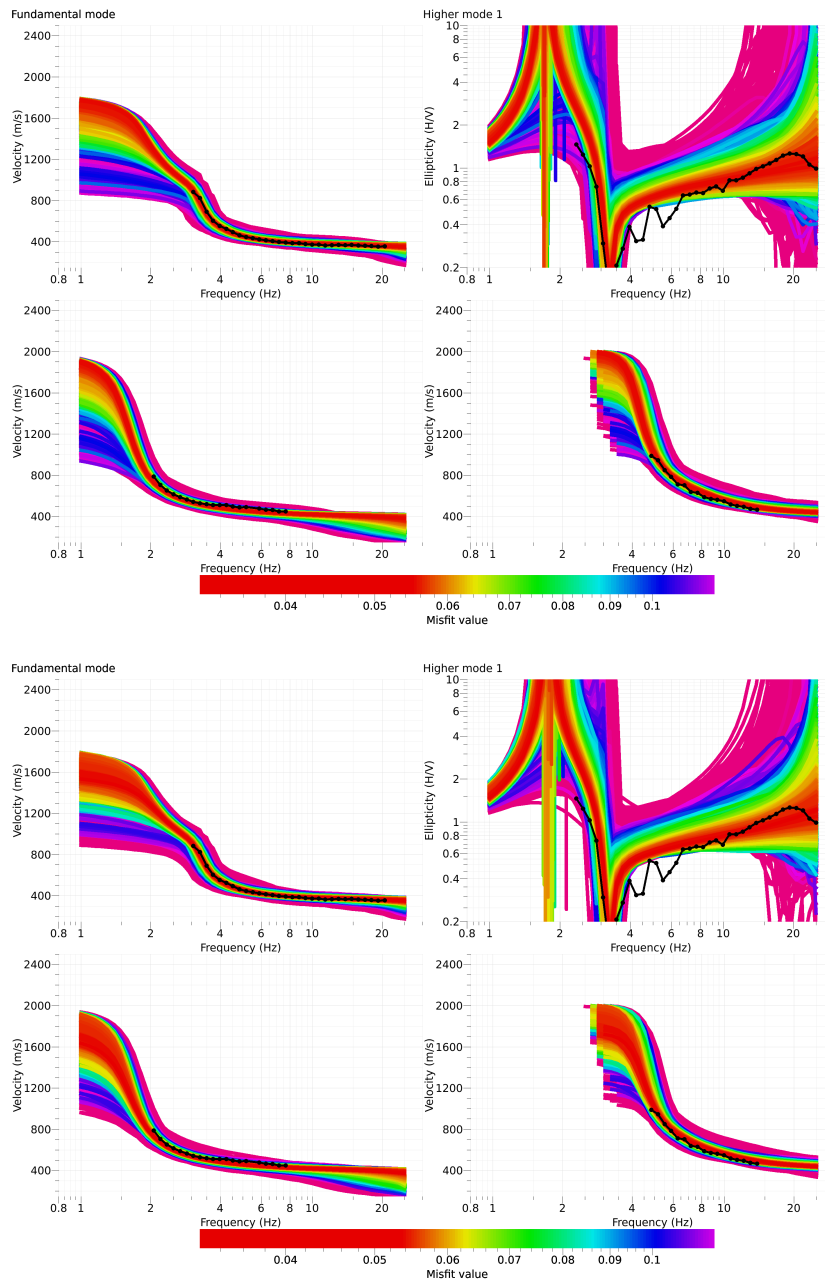 Fundamental mode
Higher mode 1
2400
2000
1600
1200
800
400
Velocity (m/s)
0.8 1 2 4 6 8 10 20
Frequency (Hz)
10
8
6
4
2
1
0.8
0.6
0.4
0.2
Ellipticity (H/V)
0.8 1 2 4 6 8 10 20
Frequency (Hz)
2400
2000
1600
1200
800
400
Velocity (m/s)
0.8 1 2 4 6 8 10 20
Frequency (Hz)
2400
2000
1600
1200
800
400
Velocity (m/s)
0.8 1 2 4 6 8 10 20
Frequency (Hz)
0.04 0.05 0.06 0.07 0.08 0.09 0.1
Misfit value
Fundamental mode
Higher mode 1
2400
2000
1600
1200
800
400
Velocity (m/s)
0.8 1 2 4 6 8 10 20
Frequency (Hz)
10
8
6
4
2
1
0.8
0.6
0.4
0.2
Ellipticity (H/V)
0.8 1 2 4 6 8 10 20
Frequency (Hz)
2400
2000
1600
1200
800
400
Velocity (m/s)
0.8 1 2 4 6 8 10 20
Frequency (Hz)
2400
2000
1600
1200
800
400
Velocity (m/s)
0.8 1 2 4 6 8 10 20
Frequency (Hz)
0.04 0.05 0.06 0.07 0.08 0.09 0.1
Misfit value